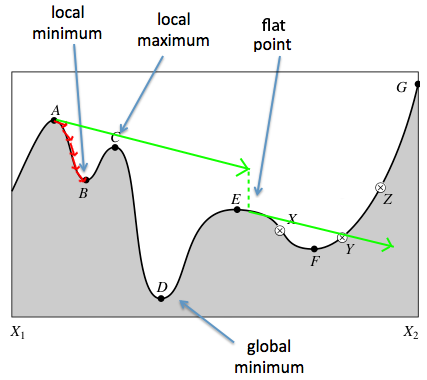 local
minimum
local
maximum
flat
point
A
B
C
D
E
F
G
X
Y
Z
X1
X2
global
minimum